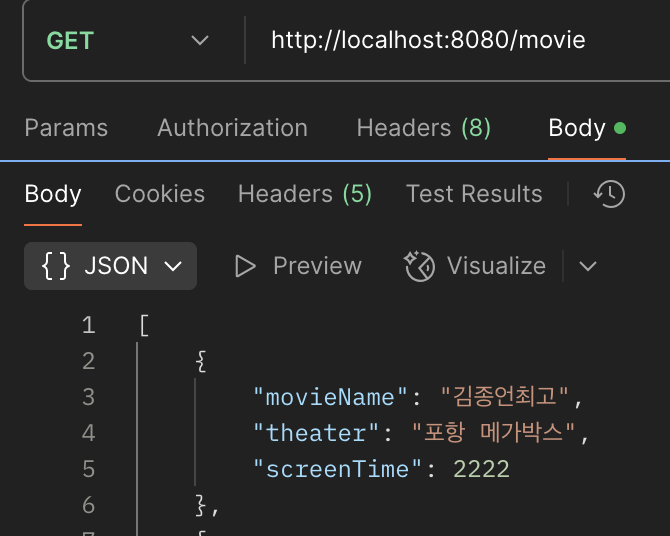 GET http://localhost:8080/movie
Params Authorization Headers (8) Body
Body Cookies Headers (5) Test Results
{} JSON Preview Visualize
1 [
2 {
3 "movieName": "김종언최고",
4 "theater": "포항 메가박스",
5 "screenTime": 2222
6 },